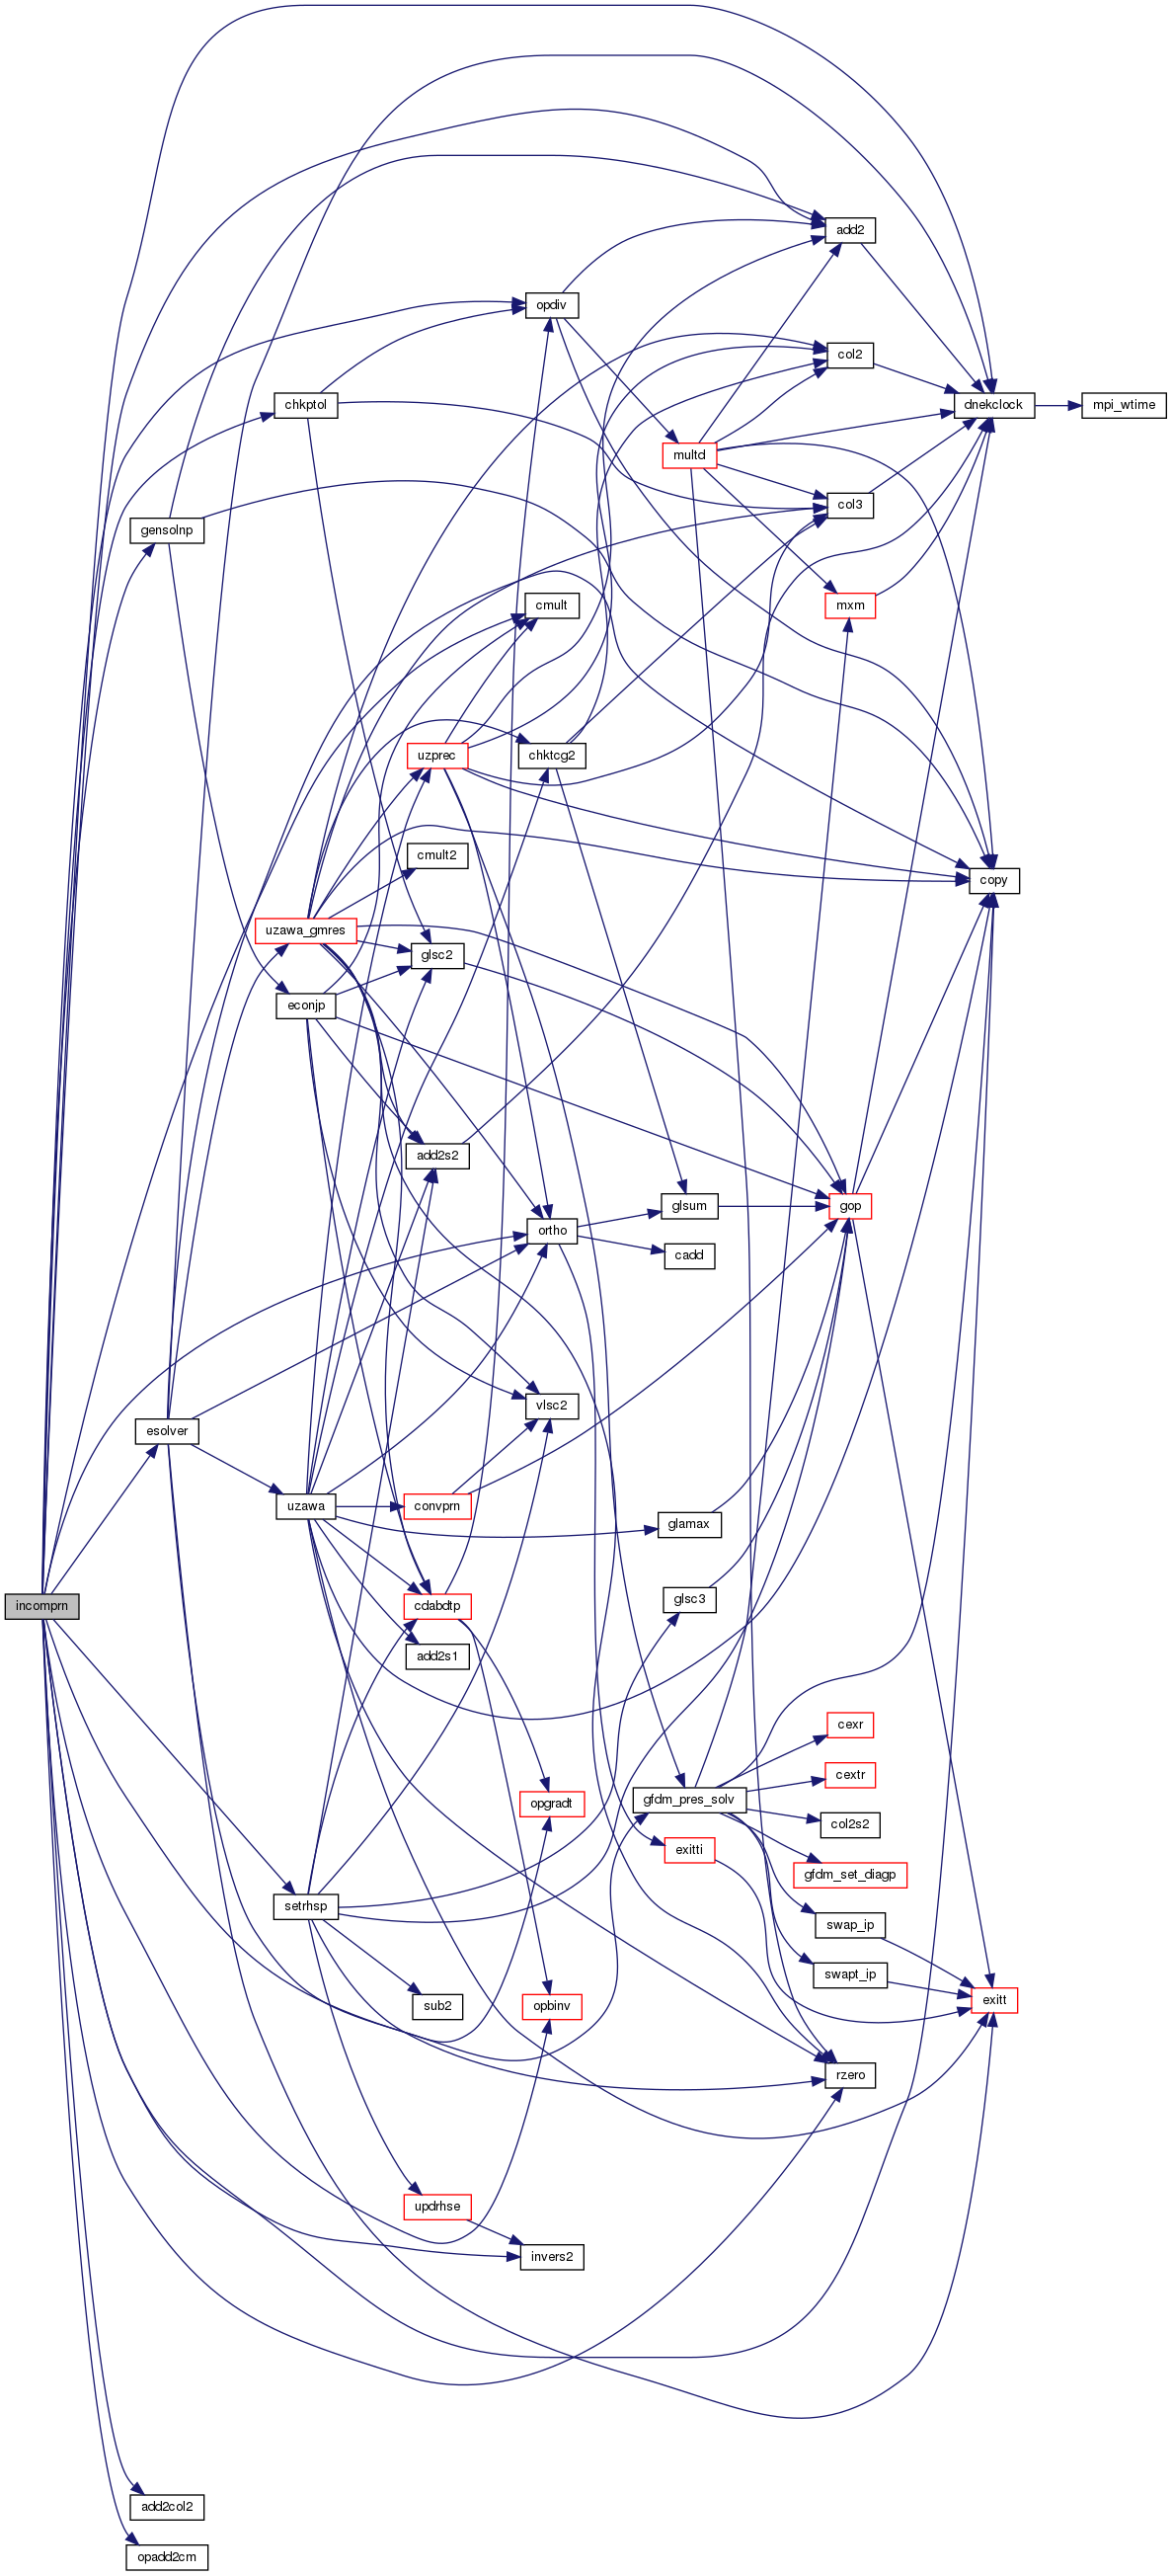 add2
opdiv
col2
chkptol
dnekclock
mpi_wtime
multd
col3
gensolnp
cmult
mxm
uzprec
chktcg2
cmult2
copy
uzawa_gmres
glsc2
econjp
add2s2
glsum
gop
ortho
cadd
vlsc2
esolver
uzawa
convprn
glamax
incomprn
cdabdtp
glsc3
add2s1
cexr
cextr
opgradt
gfdm_pres_solv
col2s2
exitti
gfdm_set_diagp
setrhsp
swap_ip
swapt_ip
sub2
opbinv
exitt
rzero
updrhse
invers2
add2col2
opadd2cm